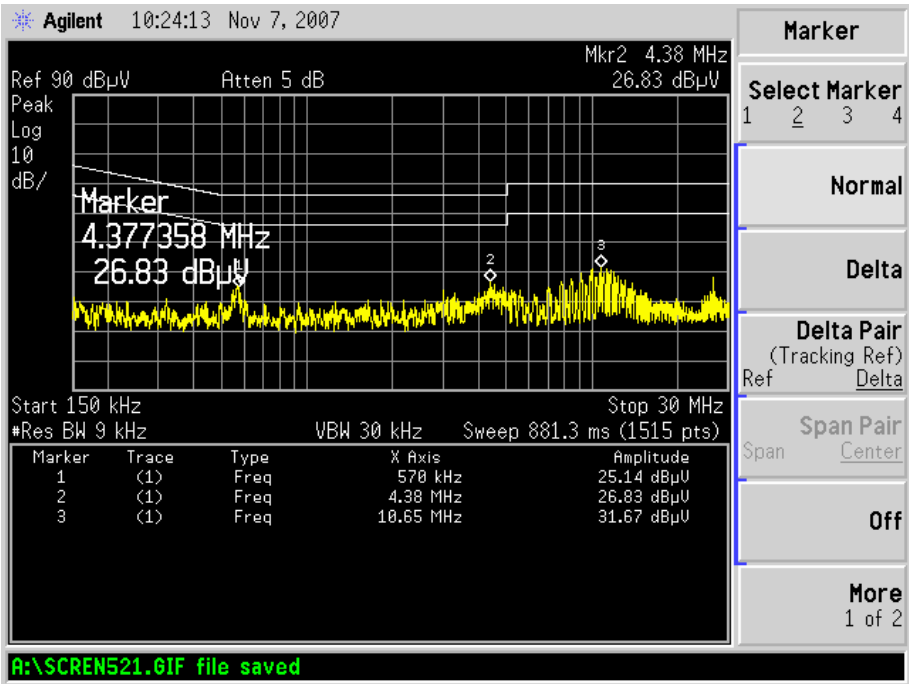 Agilent 10:24:13 Nov 7, 2007
Mkr2 4.38 MHz
Ref 90 dBµV Atten 5 dB 26.83 dBµV
Peak
Log
10
dB/
Marker
4.377358 MHz
26.83 dBµV
1
2
3
Start 150 kHz Stop 30 MHz
#Res BW 9 kHz VBW 30 kHz Sweep 881.3 ms (1515 pts)
Marker Trace Type X Axis Amplitude
1 (1) Freq 570 kHz 25.14 dBµV
2 (1) Freq 4.38 MHz 26.83 dBµV
3 (1) Freq 10.65 MHz 31.67 dBµV
A:\SCREN521.GIF file saved
Marker
Select Marker
1 2 3 4
Normal
Delta
Delta Pair
(Tracking Ref)
Ref Delta
Span Pair
Span Center
Off
More
1 of 2